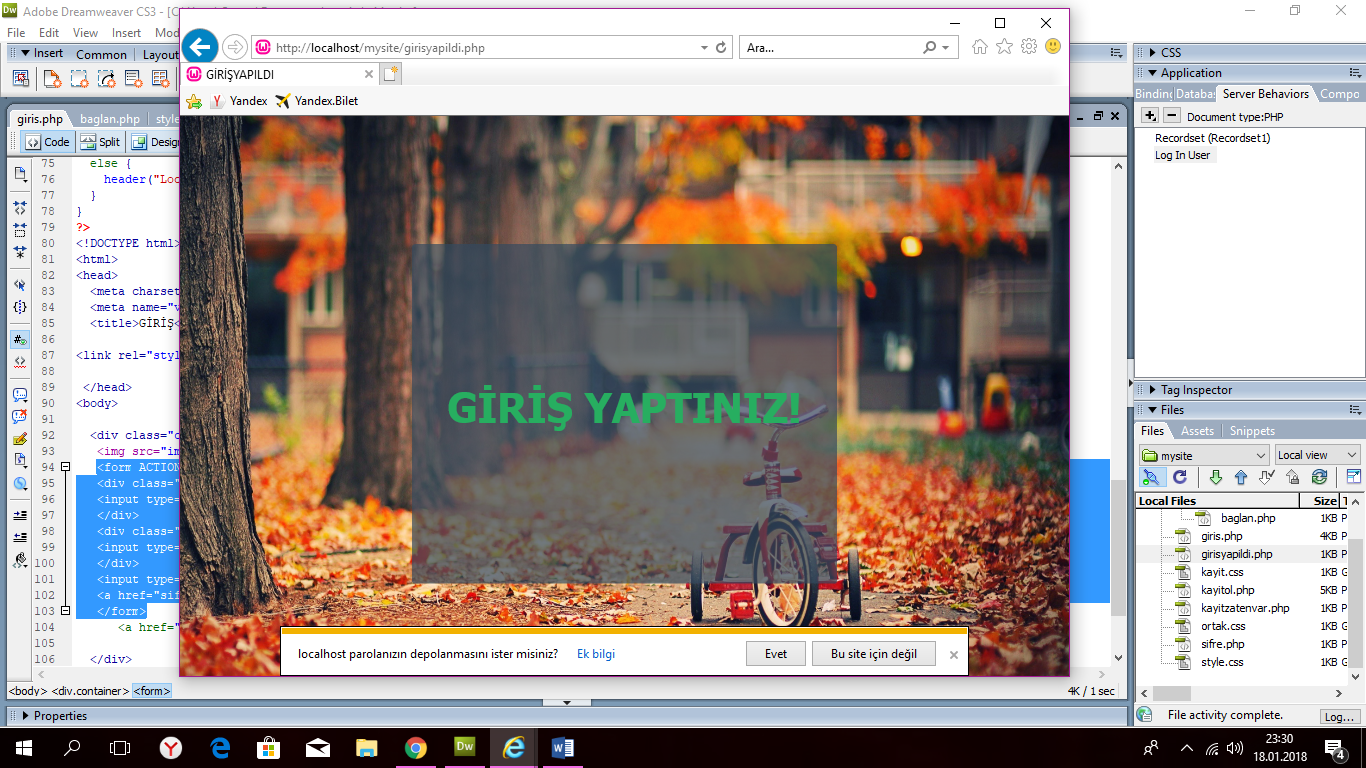 Adobe Dreamweaver CS3 - [C
File Edit View Insert Mod
Insert Common Layou
giris.php baglan.php style
Code Split Design
75 else {
76 header("Loc
77 }
78 }
79 ?>
80 <!DOCTYPE html>
81 <html>
82 <head>
83 <meta charset
84 <meta name="v
85 <title>GİRİŞ<
86
87 <link rel="styl
88
89 </head>
90 <body>
91
92 <div class="c
93 <img src="im
94 <form ACTION
95 <div class="
96 <input type=
97 </div>
98 <div class="
99 <input type=
100 </div>
101 <input type=
102 <a href="sif
103 </form>
104 <a href="
105
106 </div>
<body> <div.container> <form>
4K / 1 sec
Properties
http://localhost/mysite/girisyapildi.php
Ara...
GİRİŞYAPILDI
Yandex Yandex.Bilet
GİRİŞ YAPTINIZ!
localhost parolanızın depolanmasını ister misiniz? Ek bilgi Evet Bu site için değil
CSS
Application
Bindin Databa Server Behaviors Compo
Document type:PHP
Recordset (Recordset1)
Log In User
Tag Inspector
Files
Files Assets Snippets
mysite Local view
Local Files Size T
baglan.php 1KB P
giris.php 4KB P
girisyapildi.php 1KB P
kayit.css 1KB G
kayitol.php 5KB P
kayitzatenvar.php 1KB P
ortak.css 1KB G
sifre.php 1KB P
style.css 1KB G
File activity complete. Log...
Dw
23:30
18.01.2018
4